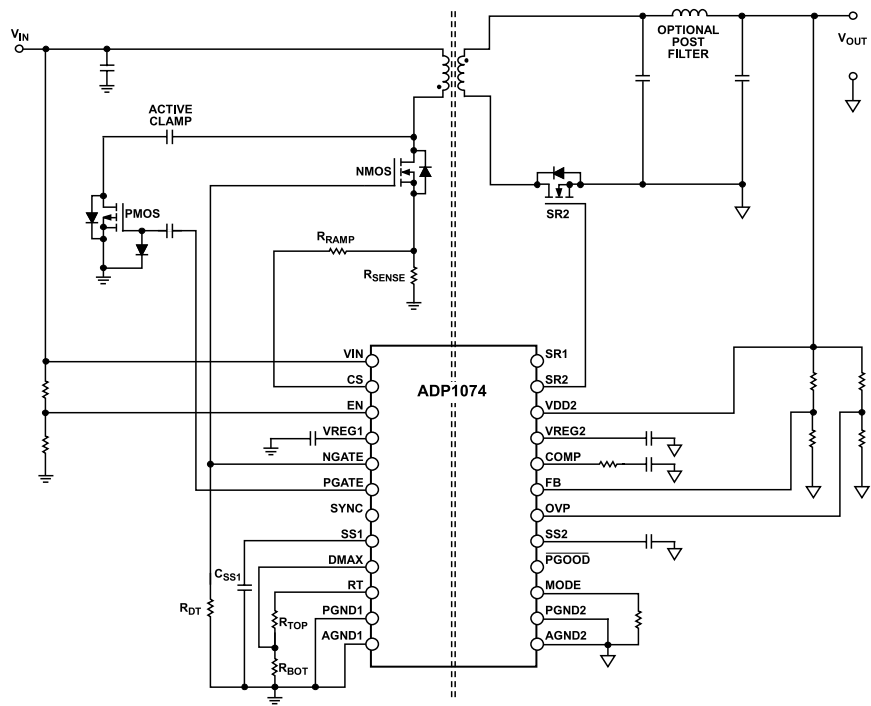 VIN
OPTIONAL
POST
FILTER
VOUT
ACTIVE
CLAMP
NMOS
PMOS
SR2
RRAMP
RSENSE
ADP1074
VIN
CS
EN
VREG1
NGATE
PGATE
SYNC
SS1
DMAX
RT
PGND1
AGND1
SR1
SR2
VDD2
VREG2
COMP
FB
OVP
SS2
PGOOD
MODE
PGND2
AGND2
CSS1
RDT
RTOP
RBOT